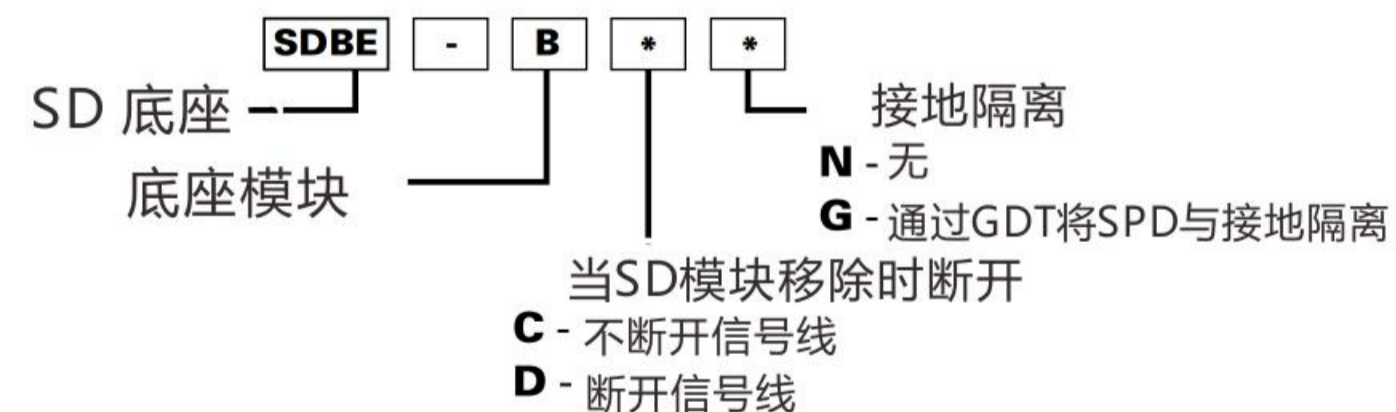 SDBE - B * *
SD 底座
接地隔离
N - 无
底座模块
G - 通过GDT将SPD与接地隔离
当SD模块移除时断开
C - 不断开信号线
D - 断开信号线